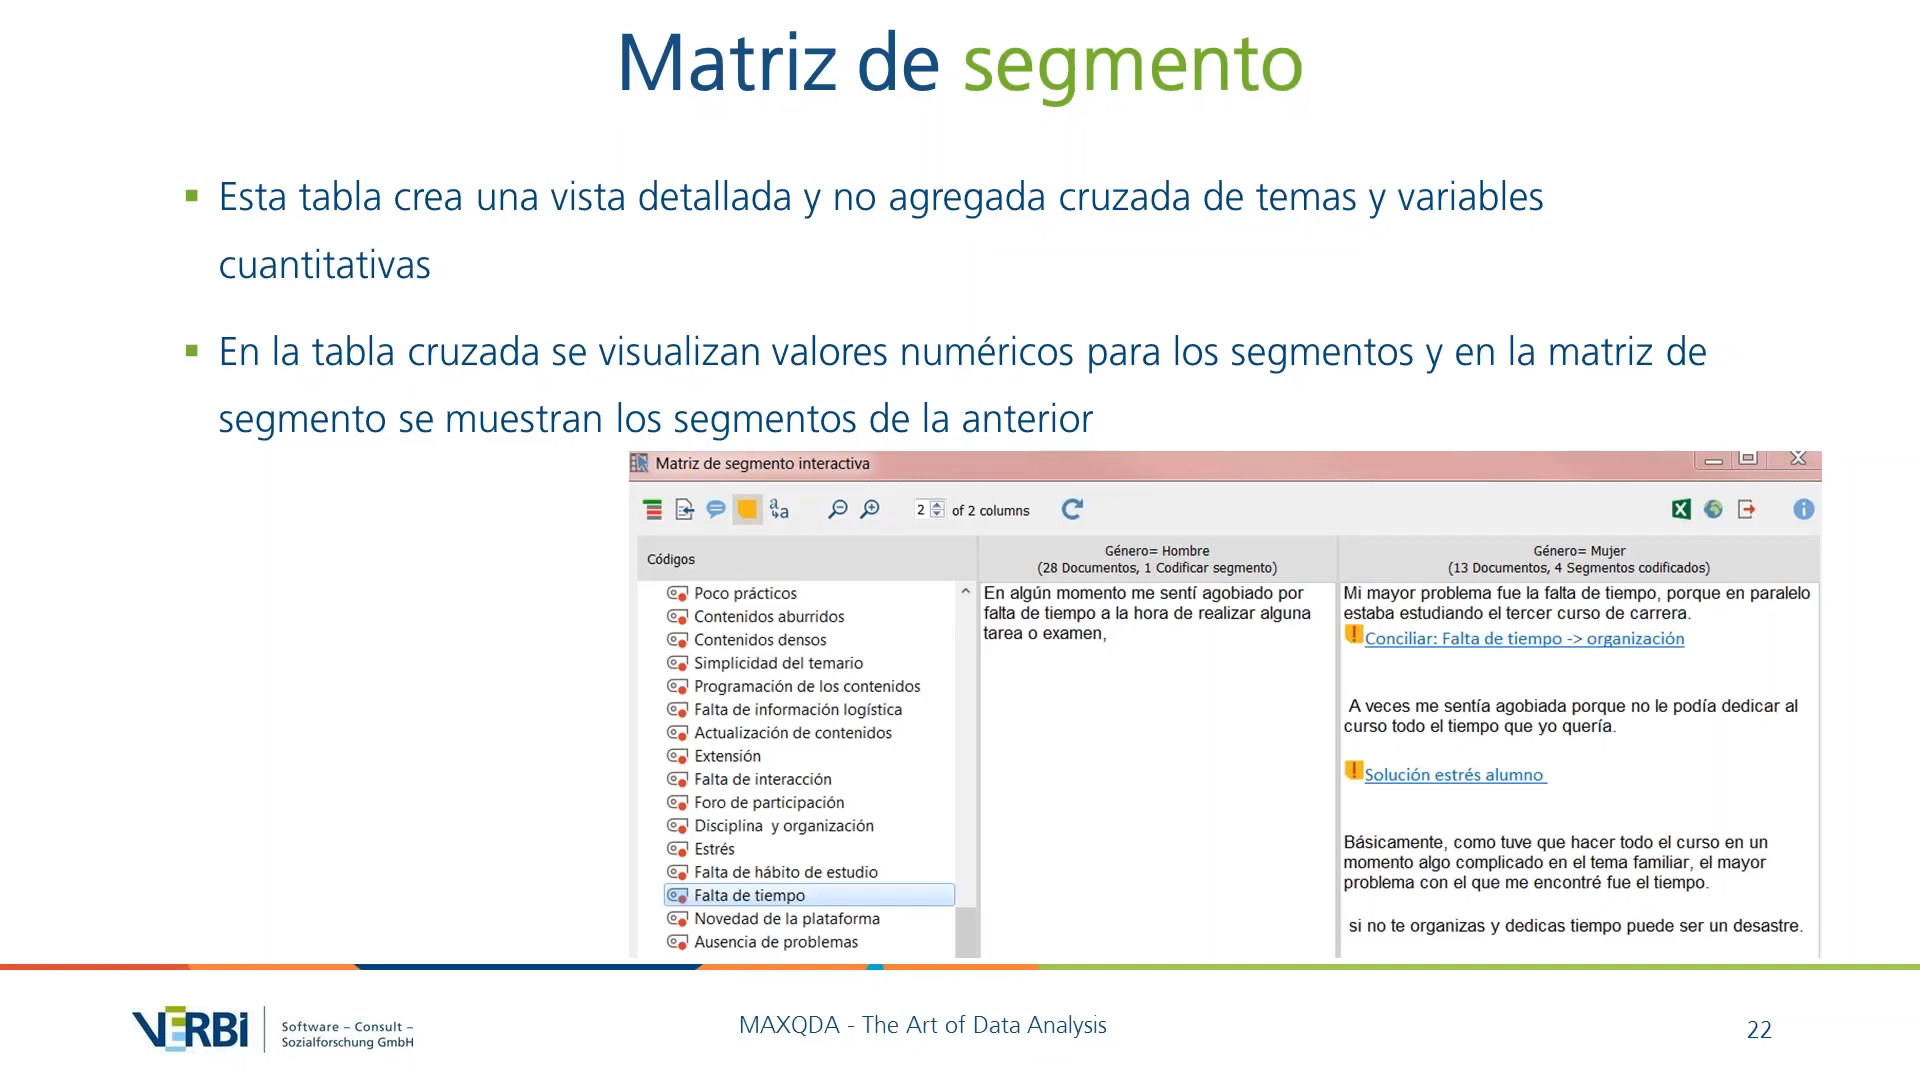 Matriz de segmento
Esta tabla crea una vista detallada y no agregada cruzada de temas y variables
cuantitativas
En la tabla cruzada se visualizan valores numéricos para los segmentos y en la matriz de
segmento se muestran los segmentos de la anterior
Matriz de segmento interactiva
2 of 2 columns
Códigos
Género= Hombre
(28 Documentos, 1 Codificar segmento)
Género= Mujer
(13 Documentos, 4 Segmentos codificados)
Poco prácticos
Contenidos aburridos
Contenidos densos
Simplicidad del temario
Programación de los contenidos
Falta de información logística
Actualización de contenidos
Extensión
Falta de interacción
Foro de participación
Disciplina y organización
Estrés
Falta de hábito de estudio
Falta de tiempo
Novedad de la plataforma
Ausencia de problemas
En algún momento me sentí agobiado por
falta de tiempo a la hora de realizar alguna
tarea o examen,
Mi mayor problema fue la falta de tiempo, porque en paralelo
estaba estudiando el tercer curso de carrera.
Conciliar: Falta de tiempo -> organización
A veces me sentía agobiada porque no le podía dedicar al
curso todo el tiempo que yo quería.
Solución estrés alumno
Básicamente, como tuve que hacer todo el curso en un
momento algo complicado en el tema familiar, el mayor
problema con el que me encontré fue el tiempo.
si no te organizas y dedicas tiempo puede ser un desastre.
VERBI
Software – Consult –
Sozialforschung GmbH
MAXQDA - The Art of Data Analysis
22